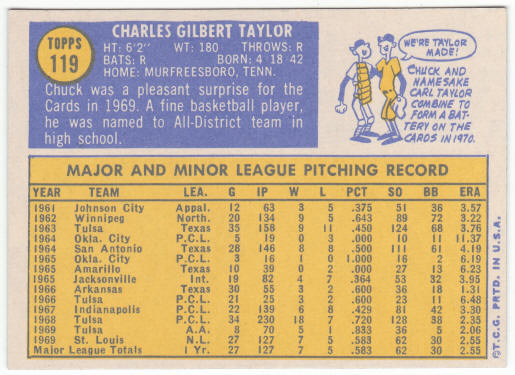 TOPPS
119
CHARLES GILBERT TAYLOR
HT: 6'2" WT: 180 THROWS: R
BATS: R BORN: 4 18 42
HOME: MURFREESBORO, TENN.
Chuck was a pleasant surprise for the
Cards in 1969. A fine basketball player,
he was named to All-District team in
high school.
WE'RE TAYLOR
MADE!
CHUCK AND
NAMESAKE
CARL TAYLOR
COMBINE TO
FORM A BAT-
TERY ON THE
CARDS IN 1970.
MAJOR AND MINOR LEAGUE PITCHING RECORD
YEAR TEAM LEA. G IP W L PCT SO BB ERA
1961 Johnson City Appal. 12 63 3 5 .375 51 36 3.57
1962 Winnipeg North. 20 134 9 5 .643 89 72 3.22
1963 Tulsa Texas 35 158 9 11 .450 124 68 3.76
1964 Okla. City P.C.L. 5 19 0 3 .000 10 11 11.37
1964 San Antonio Texas 28 146 8 8 .500 111 61 4.19
1965 Okla. City P.C.L. 3 16 1 0 1.000 16 2 6.19
1965 Amarillo Texas 10 39 0 2 .000 27 13 6.23
1965 Jacksonville Int. 19 82 4 7 .364 53 32 3.95
1966 Arkansas Texas 30 55 3 2 .600 36 18 1.31
1966 Tulsa P.C.L. 21 25 3 2 .600 23 11 6.48
1967 Indianapolis P.C.L. 22 139 6 8 .429 81 42 3.30
1968 Tulsa P.C.L. 34 230 18 7 .720 128 38 2.35
1969 Tulsa A.A. 8 70 5 1 .833 36 5 2.06
1969 St. Louis N.L. 27 127 7 5 .583 62 30 2.55
Major League Totals 1 Yr. 27 127 7 5 .583 62 30 2.55
©T.C.G. PRTD. IN U.S.A.